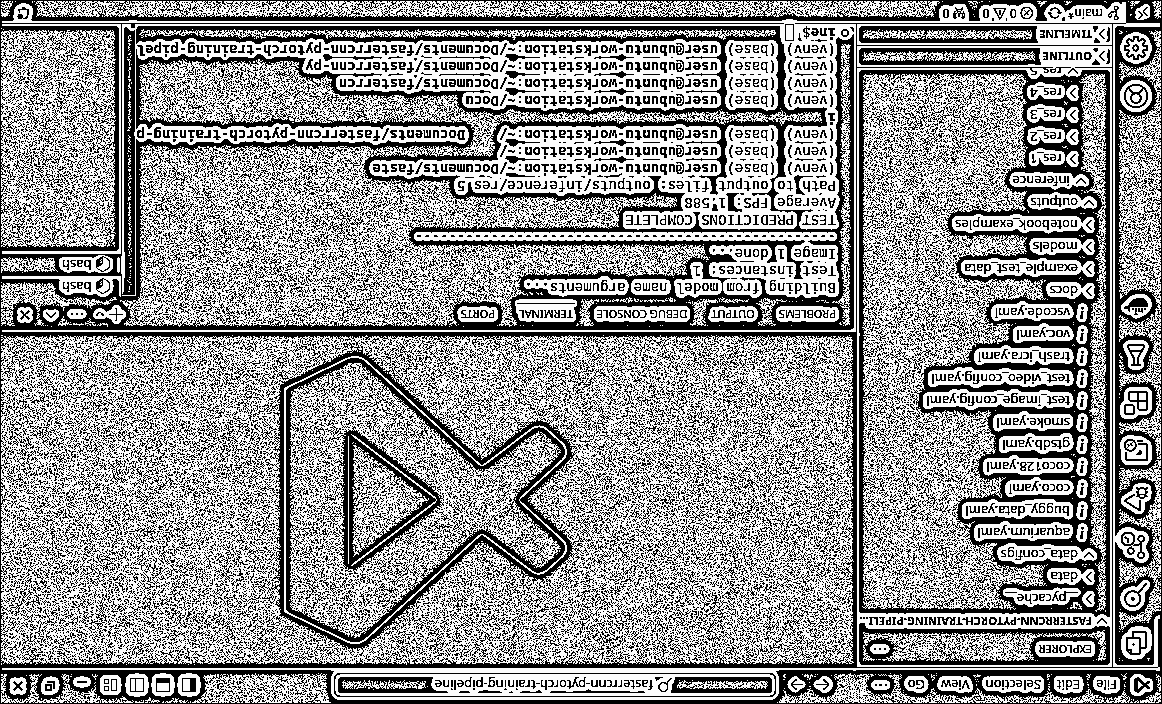 File Edit Selection View Go ... fasterrcnn-pytorch-training-pipeline
EXPLORER
FASTERRCNN-PYTORCH-TRAINING-PIPELI...
__pycache__
data
data_configs
aquarium.yaml
buggy_data.yaml
coco.yaml
coco128.yaml
gtsdb.yaml
smoke.yaml
test_image_config.yaml
test_video_config.yaml
trash_icra.yaml
voc.yaml
vscode.yaml
docs
example_test_data
models
notebook_examples
outputs
inference
res_1
res_2
res_3
res_4
res_5
OUTLINE
TIMELINE
PROBLEMS OUTPUT DEBUG CONSOLE TERMINAL PORTS
Building from model name arguments...
Test instances: 1
Image 1 done...
--------------------------------------------------
TEST PREDICTIONS COMPLETE
Average FPS: 1.588
Path to output files: outputs/inference/res_5
(venv) (base) user@ubuntu-workstation:~/Documents/faste
(venv) (base) user@ubuntu-workstation:~/
(venv) (base) user@ubuntu-workstation:~/ Documents/fasterrcnn-pytorch-training-p
1
(venv) (base) user@ubuntu-workstation:~/Docu
(venv) (base) user@ubuntu-workstation:~/Documents/fasterrcnn
(venv) (base) user@ubuntu-workstation:~/Documents/fasterrcnn-py
(venv) (base) user@ubuntu-workstation:~/Documents/fasterrcnn-pytorch-training-pipel
ine$
bash
bash
main* 0 0 0